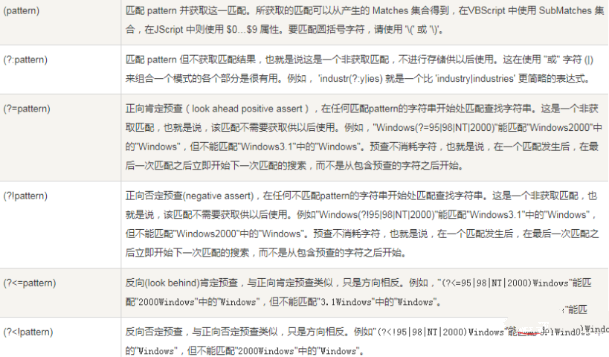 (pattern)
匹配 pattern 并获取这一匹配。所获取的匹配可以从产生的 Matches 集合得到，在VBScript 中使用 SubMatches 集
合，在JScript 中则使用 $0…$9 属性。要匹配圆括号字符，请使用 '\(' 或 '\)'。
(?:pattern)
匹配 pattern 但不获取匹配结果，也就是说这是一个非获取匹配，不进行存储供以后使用。这在使用 "或" 字符 (|)
来组合一个模式的各个部分是很有用。例如， 'industr(?:y|ies) 就是一个比 'industry|industries' 更简略的表达式。
(?=pattern)
正向肯定预查（look ahead positive assert），在任何匹配pattern的字符串开始处匹配查找字符串。这是一个非获
取匹配，也就是说，该匹配不需要获取供以后使用。例如，"Windows(?=95|98|NT|2000)"能匹配"Windows2000"中
的"Windows"，但不能匹配"Windows3.1"中的"Windows"。预查不消耗字符，也就是说，在一个匹配发生后，在最
后一次匹配之后立即开始下一次匹配的搜索，而不是从包含预查的字符之后开始。
(?!pattern)
正向否定预查(negative assert)，在任何不匹配pattern的字符串开始处匹配查找字符串。这是一个非获取匹配，也
就是说，该匹配不需要获取供以后使用。例如"Windows(?!95|98|NT|2000)"能匹配"Windows3.1"中的"Windows"，
但不能匹配"Windows2000"中的"Windows"。预查不消耗字符，也就是说，在一个匹配发生后，在最后一次匹配之
后立即开始下一次匹配的搜索，而不是从包含预查的字符之后开始。
(?<=pattern)
反向(look behind)肯定预查，与正向肯定预查类似，只是方向相反。例如，"(?<=95|98|NT|2000)Windows"能匹
配"2000Windows"中的"Windows"，但不能匹配"3.1Windows"中的"Windows"。
"能匹配
(?<!pattern)
反向否定预查，与正向否定预查类似，只是方向相反。例如"(?<!95|98|NT|2000)Windows"能
的"Windows"，但不能匹配"2000Windows"中的"Windows"。